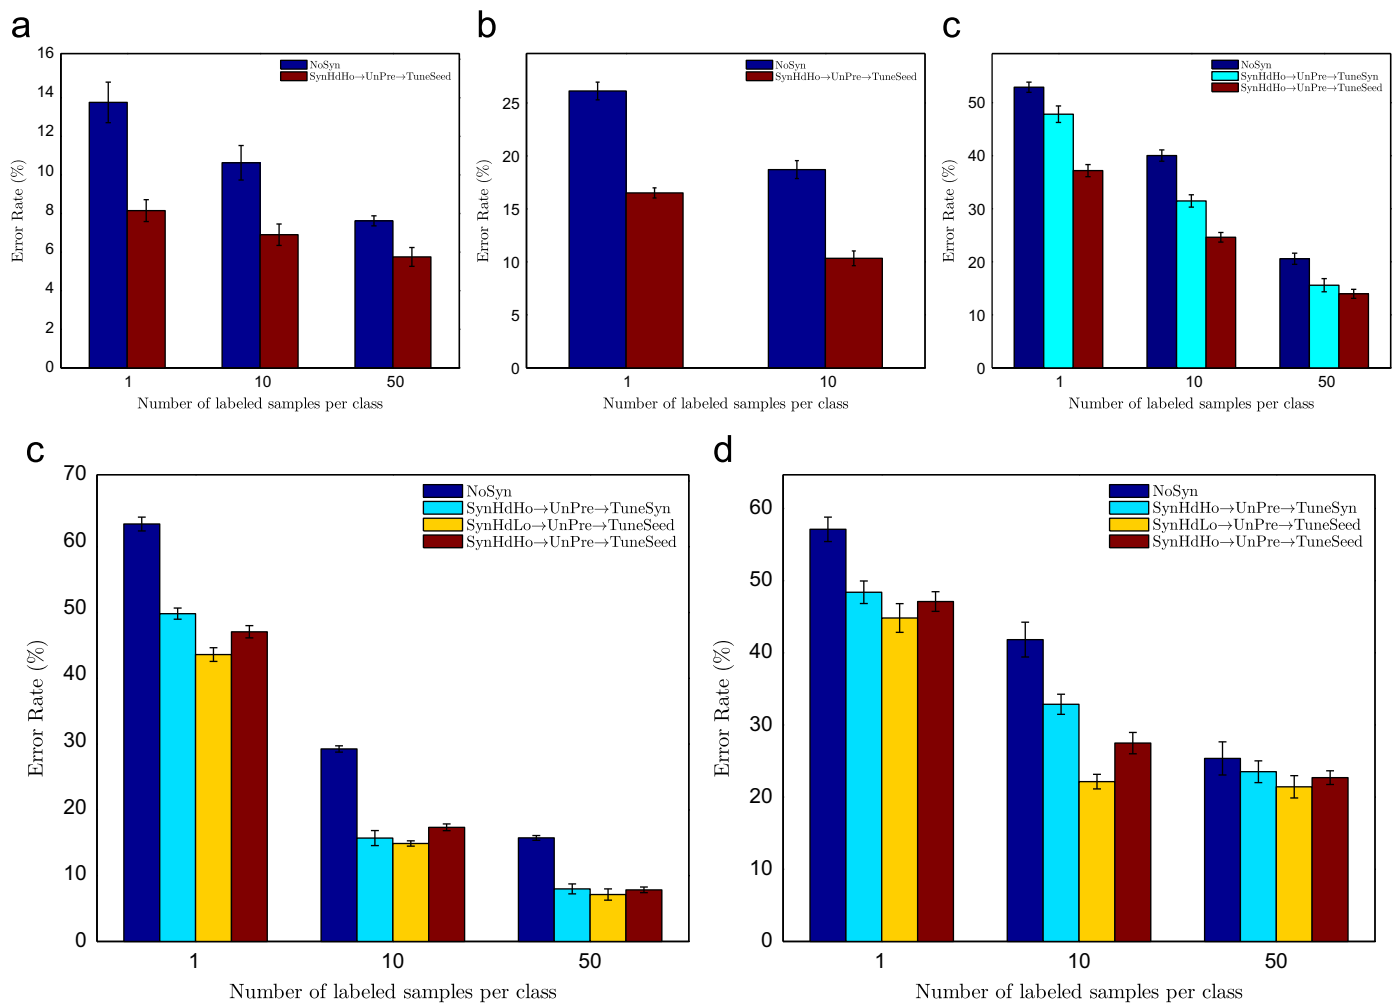 a
16
14
12
10
8
6
4
2
0
Error Rate (%)
NoSyn
SynHdHo→UnPre→TuneSeed
1 10 50
Number of labeled samples per class
b
25
20
15
10
5
0
Error Rate (%)
NoSyn
SynHdHo→UnPre→TuneSeed
1 10
Number of labeled samples per class
c
50
40
30
20
10
0
Error Rate (%)
NoSyn
SynHdHo→UnPre→TuneSyn
SynHdHo→UnPre→TuneSeed
1 10 50
Number of labeled samples per class
c
70
60
50
40
30
20
10
0
Error Rate (%)
NoSyn
SynHdHo→UnPre→TuneSyn
SynHdLo→UnPre→TuneSeed
SynHdHo→UnPre→TuneSeed
1 10 50
Number of labeled samples per class
d
60
50
40
30
20
10
0
Error Rate (%)
NoSyn
SynHdHo→UnPre→TuneSyn
SynHdLo→UnPre→TuneSeed
SynHdHo→UnPre→TuneSeed
1 10 50
Number of labeled samples per class